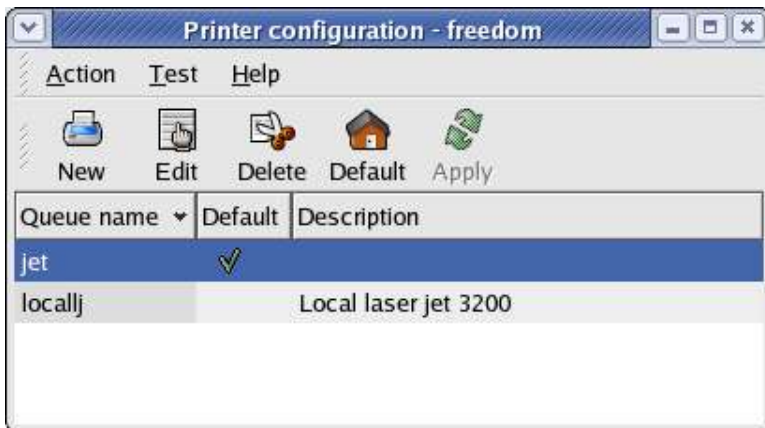 Printer configuration - freedom
Action Test Help
New Edit Delete Default Apply
Queue name Default Description
jet
locallj Local laser jet 3200